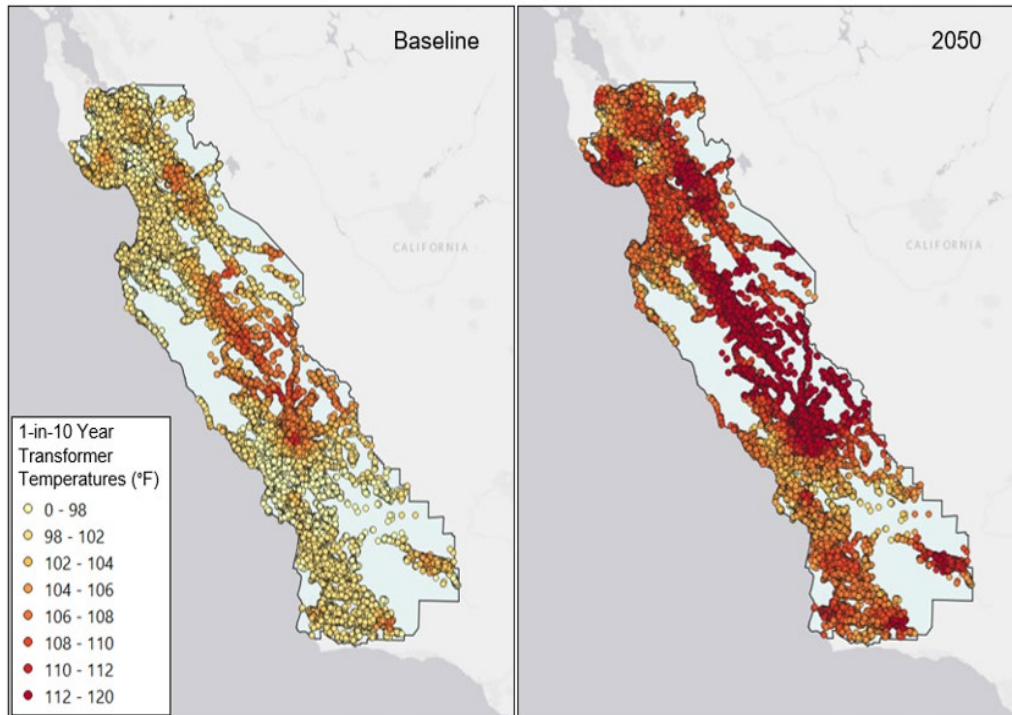 Baseline
2050
CALIFORNIA
CALIFORNIA
1-in-10 Year
Transformer
Temperatures (°F)
0 - 98
98 - 102
102 - 104
104 - 106
106 - 108
108 - 110
110 - 112
112 - 120